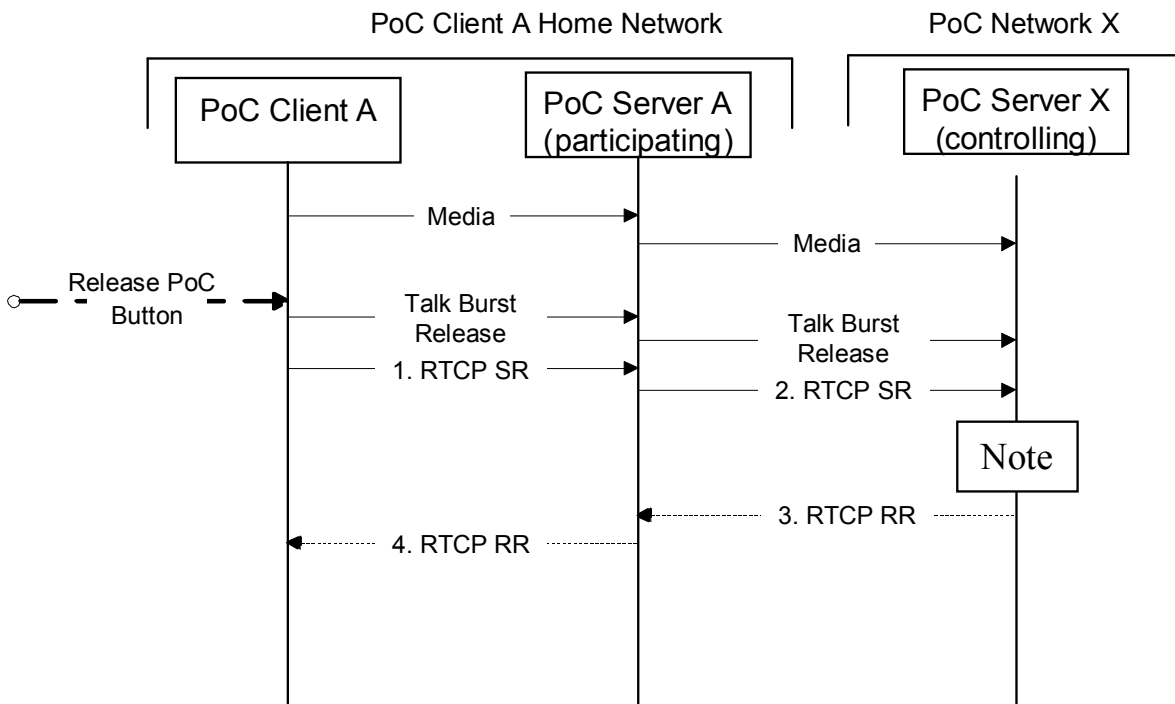 PoC Client A Home Network
PoC Network X
PoC Client A
PoC Server A
(participating)
PoC Server X
(controlling)
Media
Media
Release PoC
Button
Talk Burst
Release
Talk Burst
Release
1. RTCP SR
2. RTCP SR
Note
3. RTCP RR
4. RTCP RR